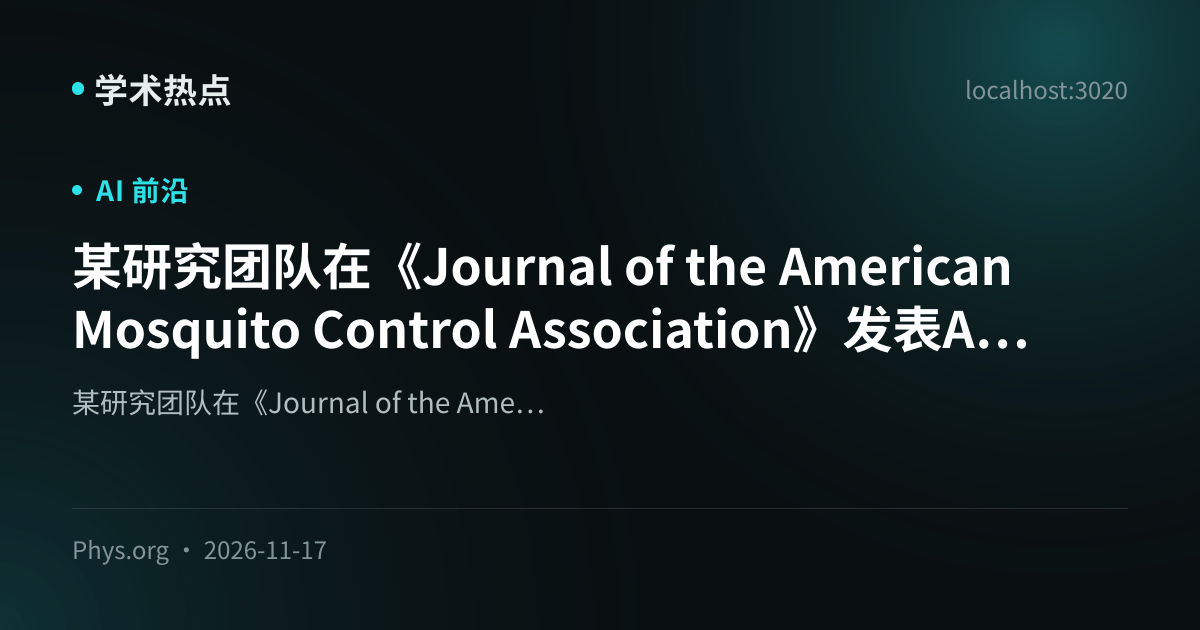 学术热点
localhost:3020
AI 前沿
某研究团队在《Journal of the American
Mosquito Control Association》发表A…
某研究团队在《Journal of the Ame…
Phys.org · 2026-11-17